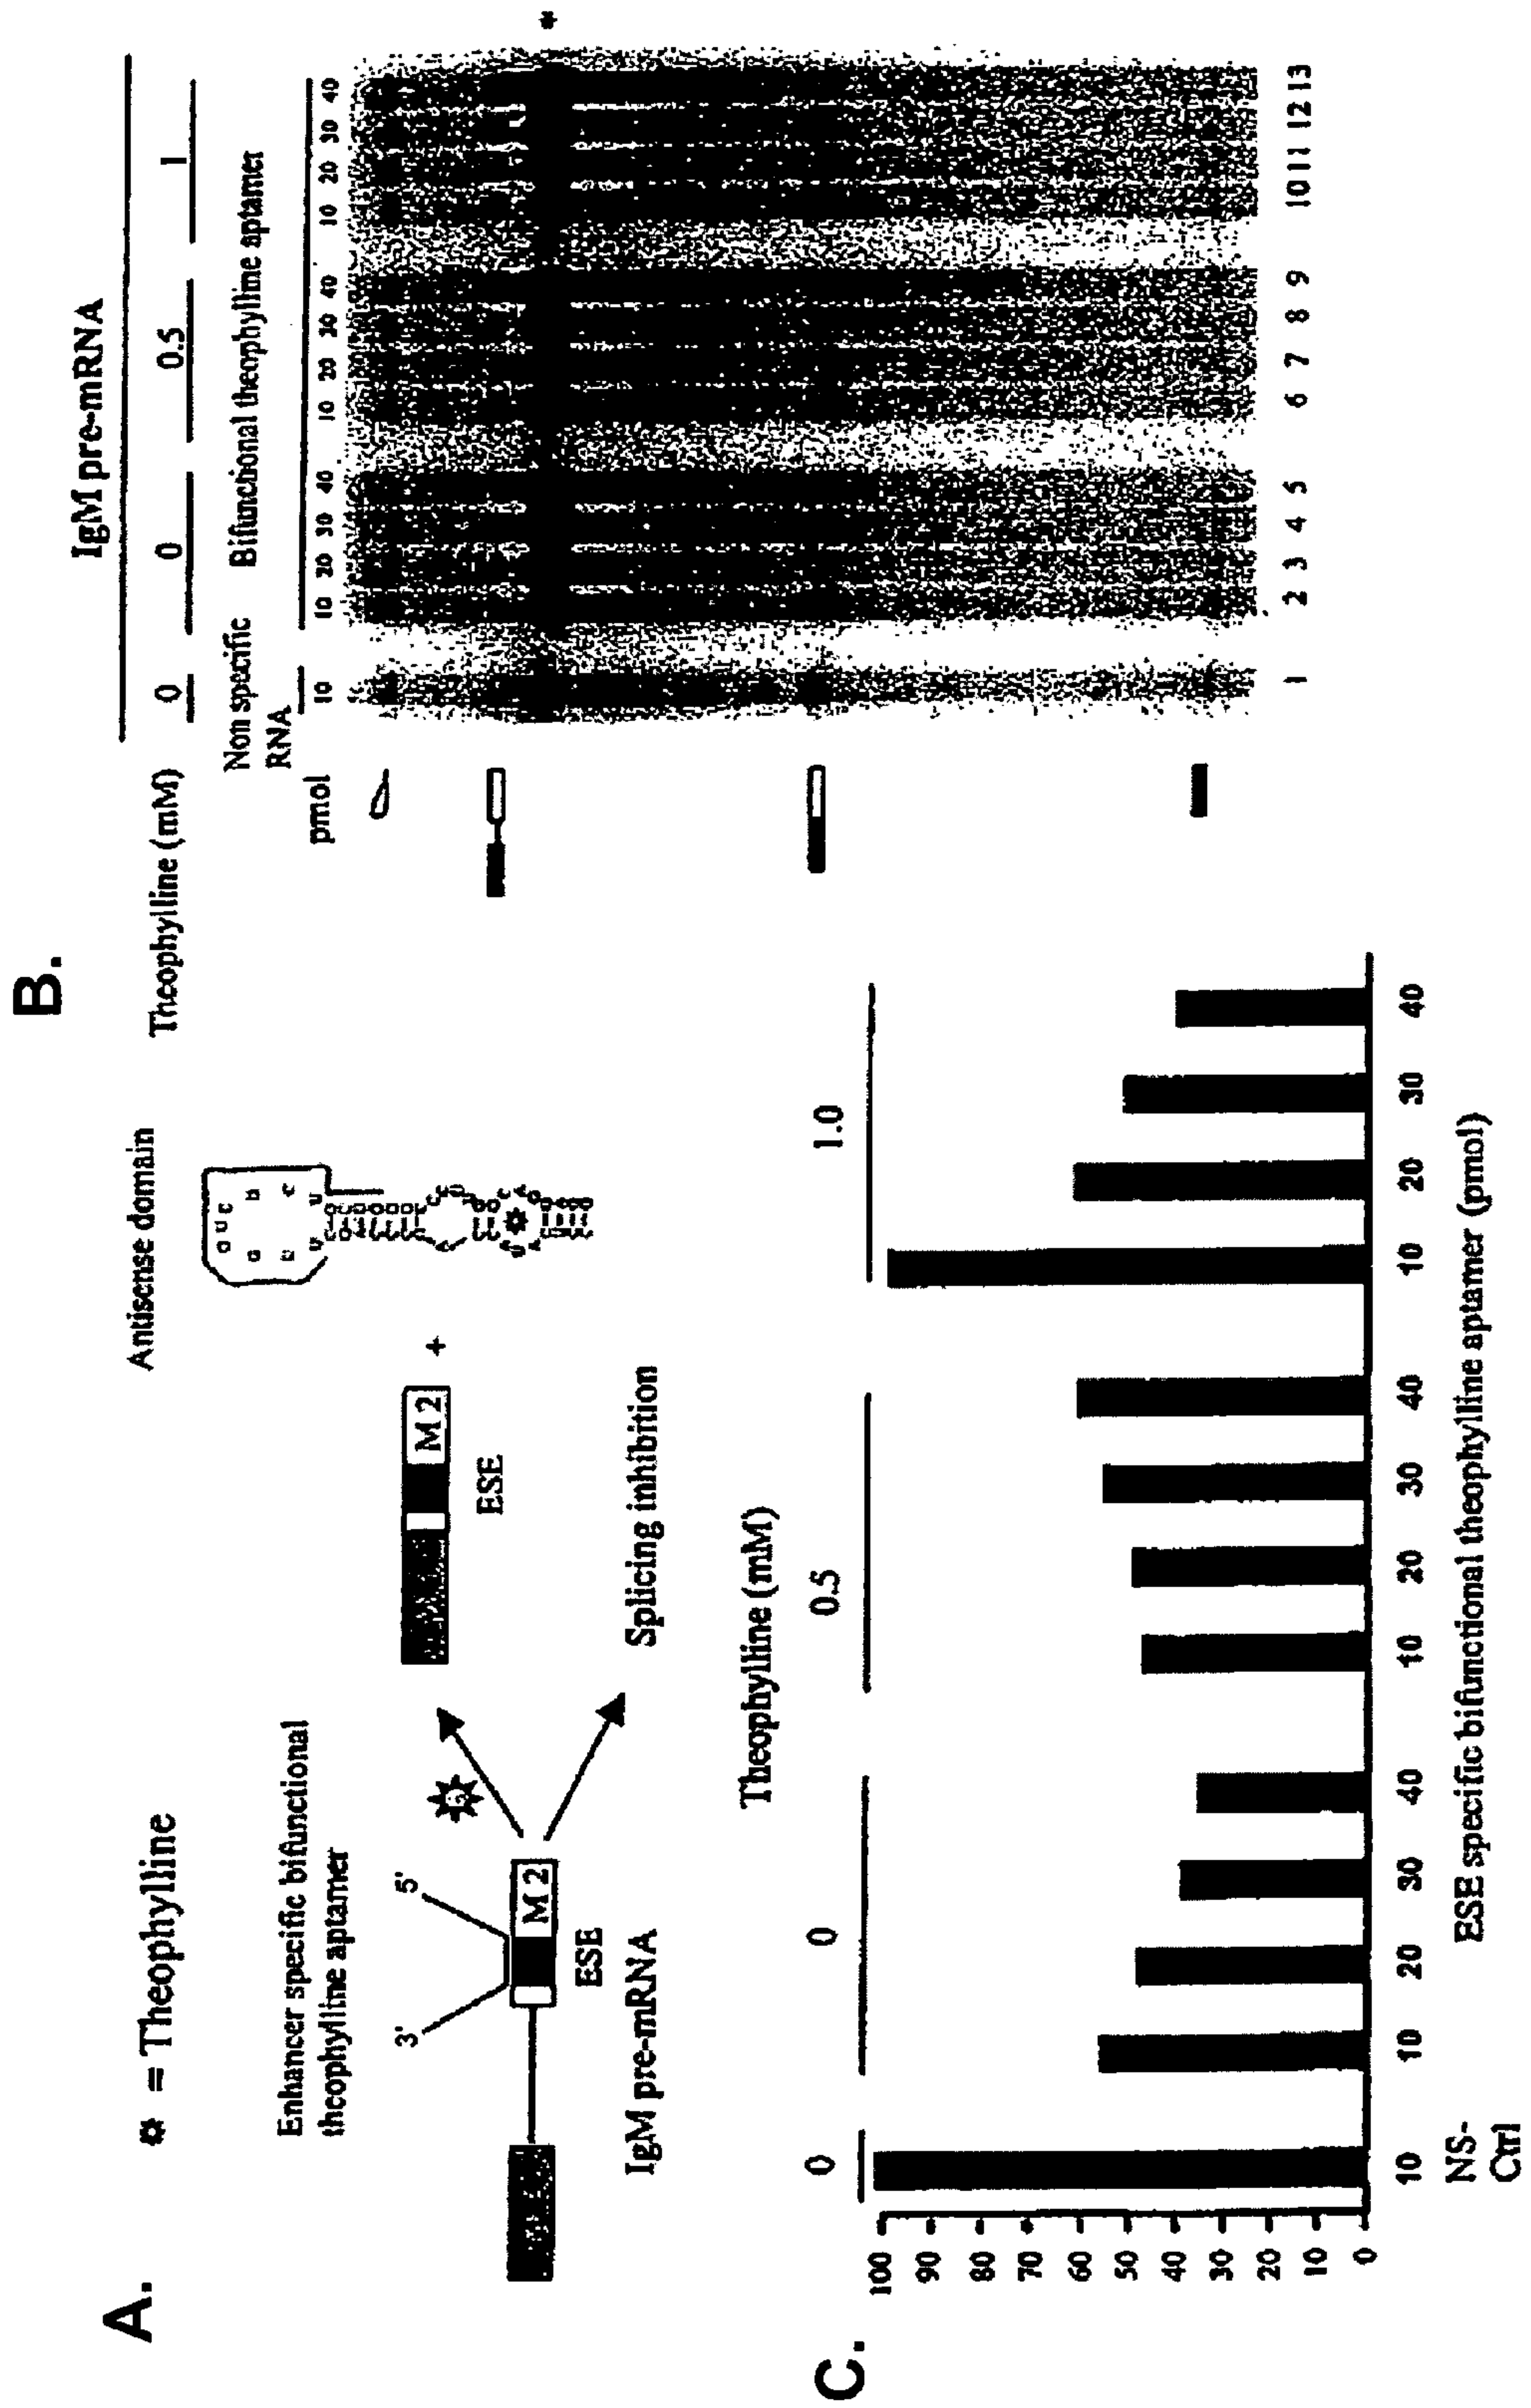 A.
= Theophylline
Enhancer specific bifunctional
theophylline aptamer
3'
5'
M 2
ESE
IgM pre-mRNA
Antisense domain
M 2
+
ESE
Splicing inhibition
B.
IgM pre-mRNA
Theophylline (mM)
0 0 0.5 1
Non specific
RNA
Bifunctional theophylline aptamer
pmol
10 10 20 30 40 10 20 30 40 10 20 30 40
*
1 2 3 4 5 6 7 8 9 10 11 12 13
C.
Theophylline (mM)
0 0 0.5 1.0
100
90
80
70
60
50
40
30
20
10
0
10 10 20 30 40 10 20 30 40 10 20 30 40
NS-
Ctrl
ESE specific bifunctional theophylline aptamer (pmol)